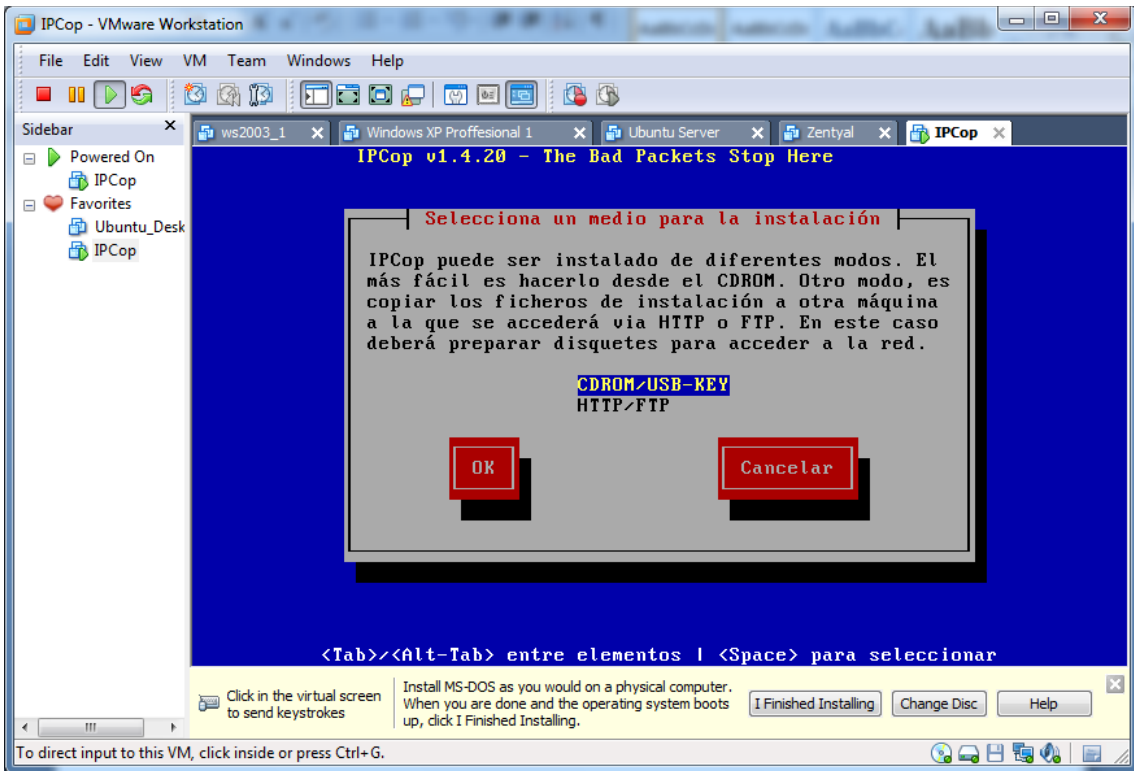 IPCop - VMware Workstation
File Edit View VM Team Windows Help
Sidebar
Powered On
IPCop
Favorites
Ubuntu_Desk
IPCop
ws2003_1 Windows XP Proffesional 1 Ubuntu Server Zentyal IPCop
IPCop v1.4.20 - The Bad Packets Stop Here
Selecciona un medio para la instalación
IPCop puede ser instalado de diferentes modos. El
más fácil es hacerlo desde el CDROM. Otro modo, es
copiar los ficheros de instalación a otra máquina
a la que se accederá via HTTP o FTP. En este caso
deberá preparar disquetes para acceder a la red.
CDROM/USB-KEY
HTTP/FTP
OK Cancelar
<Tab>/<Alt-Tab> entre elementos | <Space> para seleccionar
Click in the virtual screen
to send keystrokes
Install MS-DOS as you would on a physical computer.
When you are done and the operating system boots
up, click I Finished Installing.
I Finished Installing Change Disc Help
To direct input to this VM, click inside or press Ctrl+G.